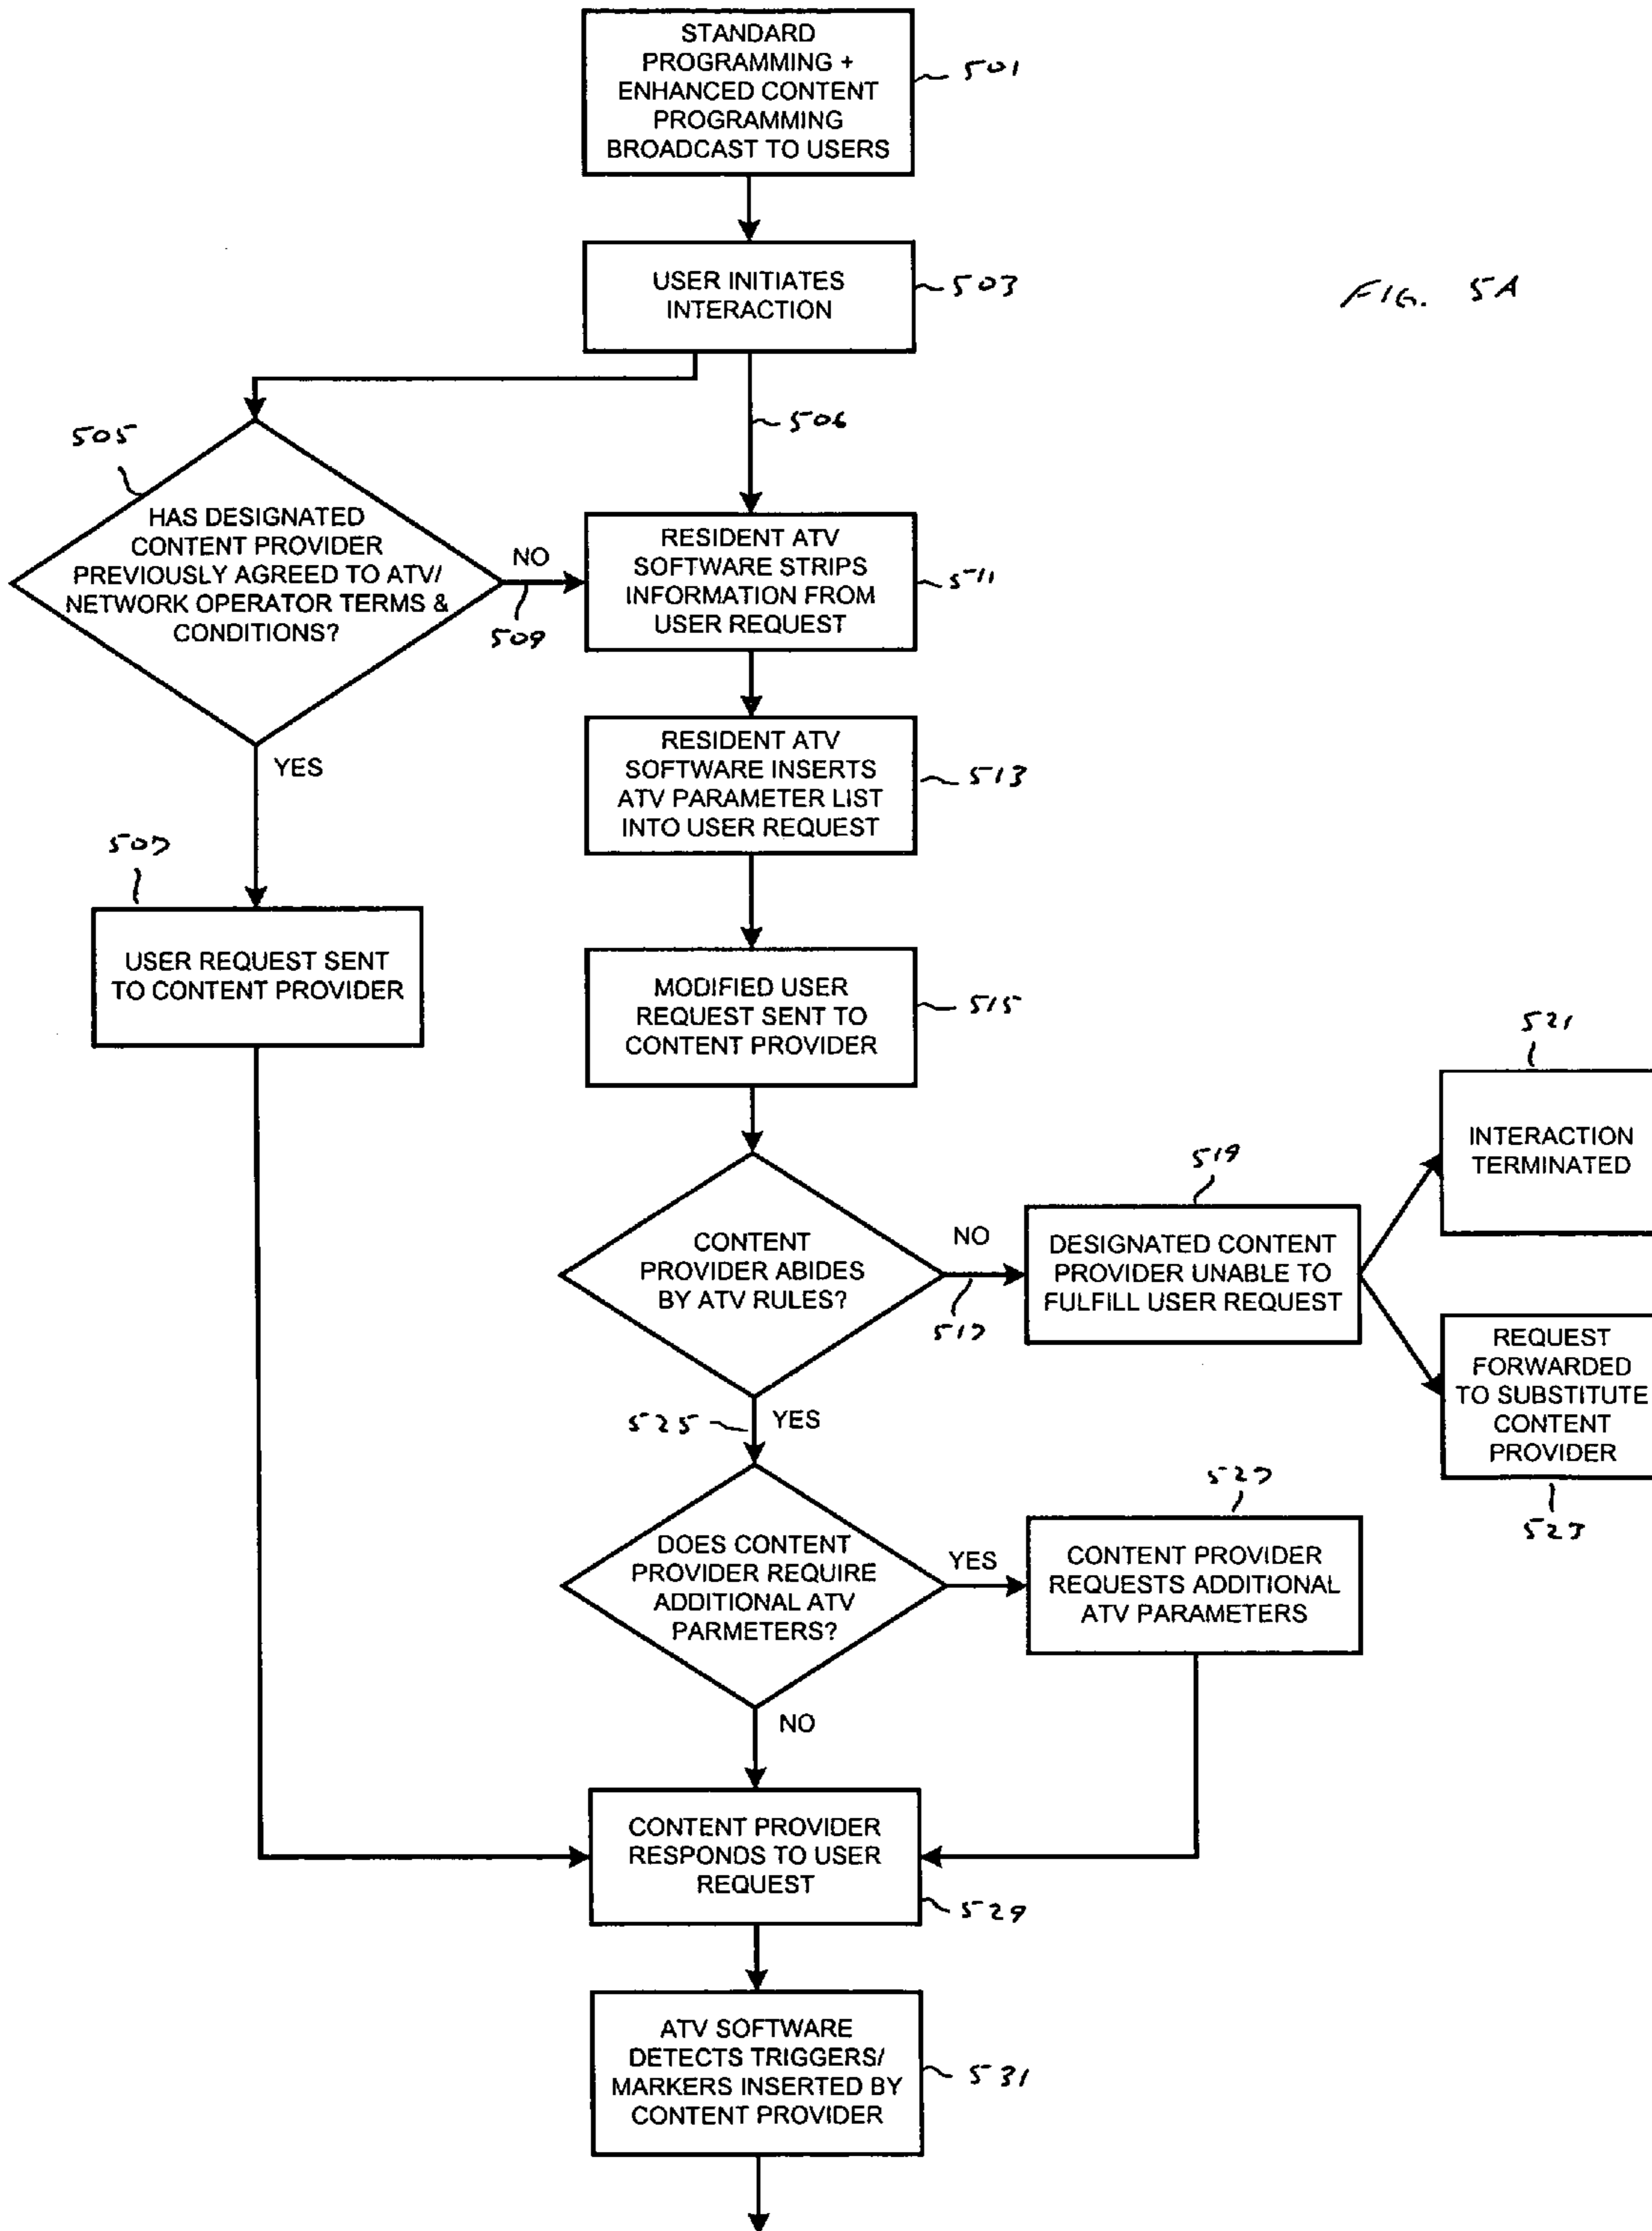 STANDARD
PROGRAMMING +
ENHANCED CONTENT
PROGRAMMING
BROADCAST TO USERS
501
USER INITIATES
INTERACTION
503
FIG. 5A
506
505
HAS DESIGNATED
CONTENT PROVIDER
PREVIOUSLY AGREED TO ATV/
NETWORK OPERATOR TERMS &
CONDITIONS?
NO
509
RESIDENT ATV
SOFTWARE STRIPS
INFORMATION FROM
USER REQUEST
511
YES
RESIDENT ATV
SOFTWARE INSERTS
ATV PARAMETER LIST
INTO USER REQUEST
513
507
USER REQUEST SENT
TO CONTENT PROVIDER
MODIFIED USER
REQUEST SENT TO
CONTENT PROVIDER
515
CONTENT
PROVIDER ABIDES
BY ATV RULES?
NO
517
519
DESIGNATED CONTENT
PROVIDER UNABLE TO
FULFILL USER REQUEST
521
INTERACTION
TERMINATED
REQUEST
FORWARDED
TO SUBSTITUTE
CONTENT
PROVIDER
523
525
YES
DOES CONTENT
PROVIDER REQUIRE
ADDITIONAL ATV
PARMETERS?
YES
527
CONTENT PROVIDER
REQUESTS ADDITIONAL
ATV PARAMETERS
NO
CONTENT PROVIDER
RESPONDS TO USER
REQUEST
529
ATV SOFTWARE
DETECTS TRIGGERS/
MARKERS INSERTED BY
CONTENT PROVIDER
531